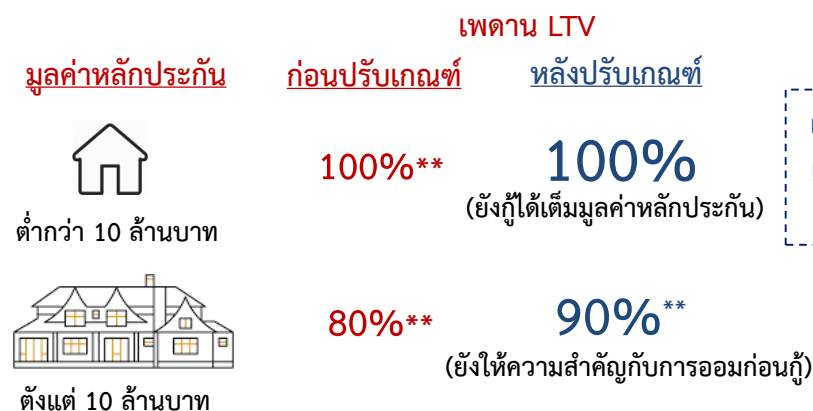 เพดาน LTV
มูลค่าหลักประกัน ก่อนปรับเกณฑ์ หลังปรับเกณฑ์
100%** 100%
(ยังกู้ได้เต็มมูลค่าหลักประกัน)
ต่ำกว่า 10 ล้านบาท
80%** 90%**
(ยังให้ความสำคัญกับการออมก่อนกู้)
ตั้งแต่ 10 ล้านบาท